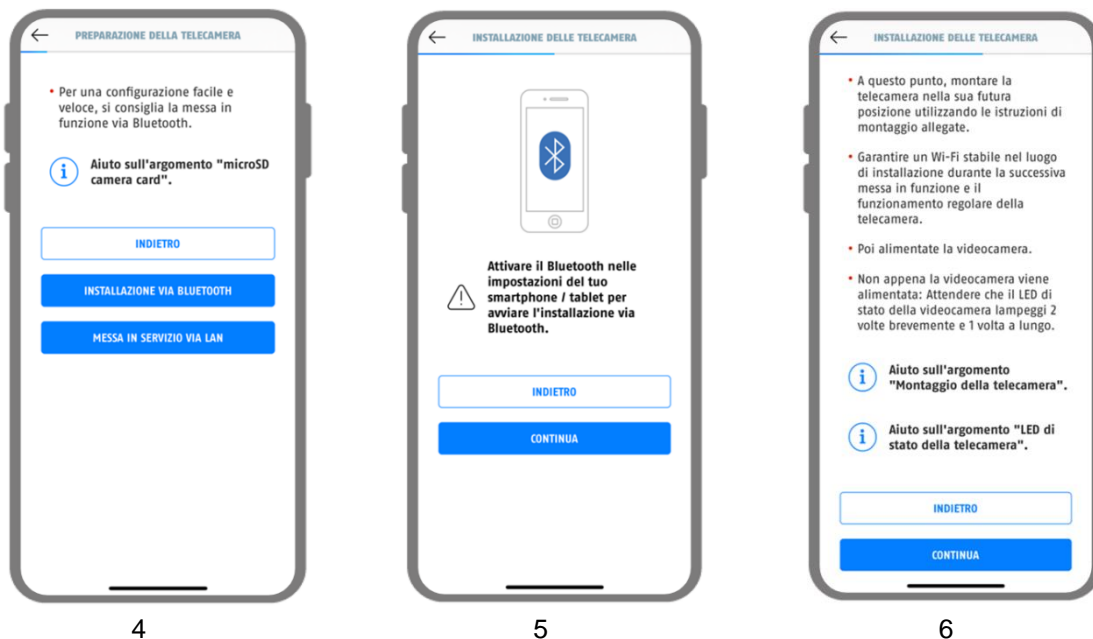 PREPARAZIONE DELLA TELECAMERA
• Per una configurazione facile e
veloce, si consiglia la messa in
funzione via Bluetooth.
i
Aiuto sull'argomento "microSD
camera card".
INDIETRO
INSTALLAZIONE VIA BLUETOOTH
MESSA IN SERVIZIO VIA LAN
4
INSTALLAZIONE DELLE TELECAMERA
Attivare il Bluetooth nelle
impostazioni del tuo
smartphone / tablet per
avviare l'installazione via
Bluetooth.
INDIETRO
CONTINUA
5
INSTALLAZIONE DELLE TELECAMERA
• A questo punto, montare la
telecamera nella sua futura
posizione utilizzando le istruzioni di
montaggio allegate.
• Garantire un Wi-Fi stabile nel luogo
di installazione durante la successiva
messa in funzione e il
funzionamento regolare della
telecamera.
• Poi alimentate la videocamera.
• Non appena la videocamera viene
alimentata: Attendere che il LED di
stato della videocamera lampeggi 2
volte brevemente e 1 volta a lungo.
i
Aiuto sull'argomento
"Montaggio della telecamera".
i
Aiuto sull'argomento "LED di
stato della telecamera".
INDIETRO
CONTINUA
6